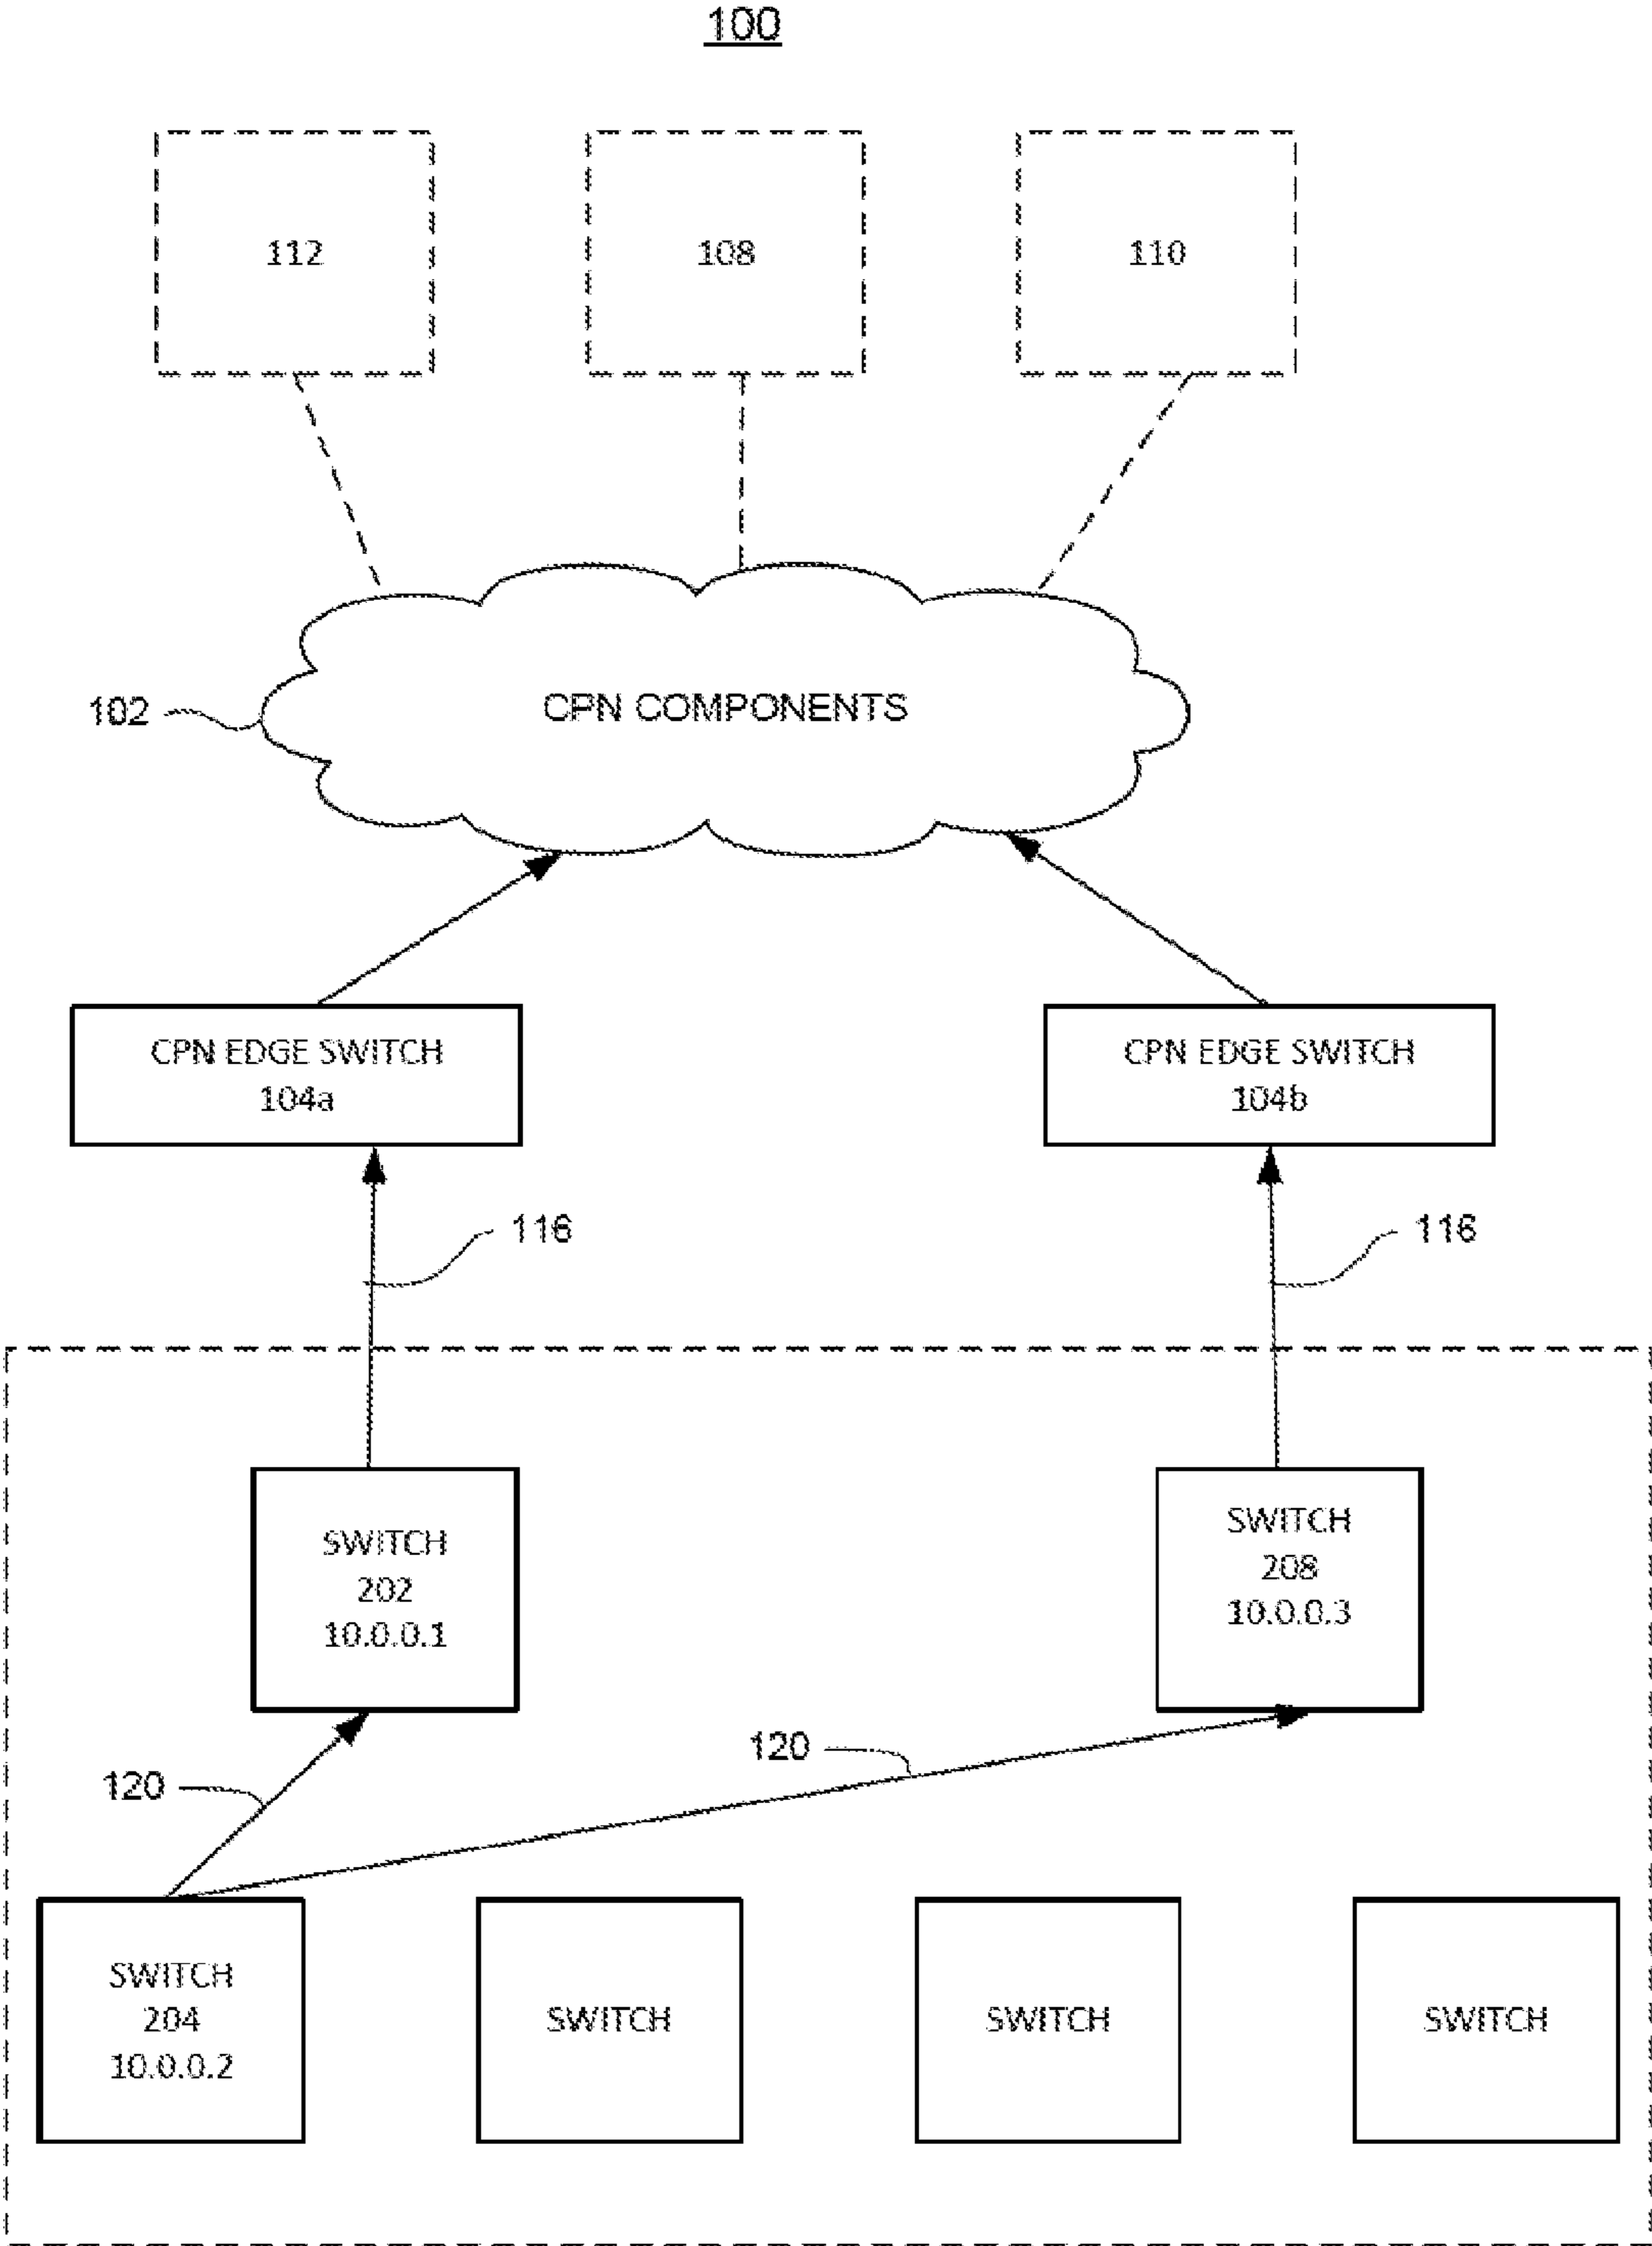 100
112
108
110
102
CPN COMPONENTS
CPN EDGE SWITCH
104a
CPN EDGE SWITCH
104b
116
116
SWITCH
202
10.0.0.1
SWITCH
208
10.0.0.3
120
120
SWITCH
204
10.0.0.2
SWITCH
SWITCH
SWITCH